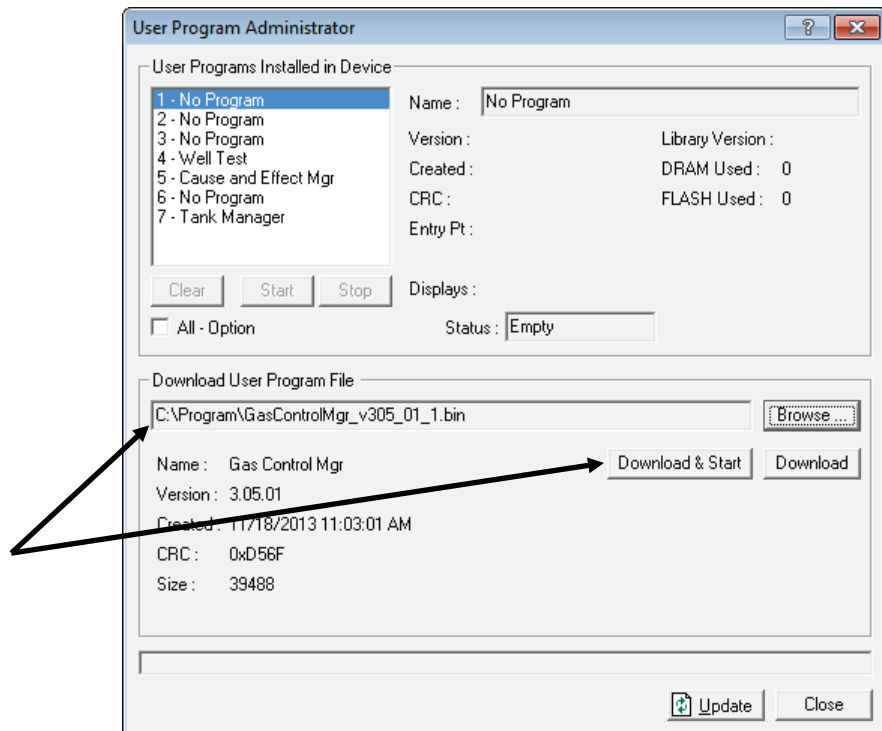 User Program Administrator
User Programs Installed in Device
1 - No Program
2 - No Program
3 - No Program
4 - Well Test
5 - Cause and Effect Mgr
6 - No Program
7 - Tank Manager
Name : No Program
Version : Library Version :
Created : DRAM Used : 0
CRC : FLASH Used : 0
Entry Pt :
Clear Start Stop Displays :
All - Option Status : Empty
Download User Program File
C:\Program\GasControlMgr_v305_01_1.bin Browse ...
Name : Gas Control Mgr Download & Start Download
Version : 3.05.01
Created : 11/18/2013 11:03:01 AM
CRC : 0xD56F
Size : 39488
Update Close